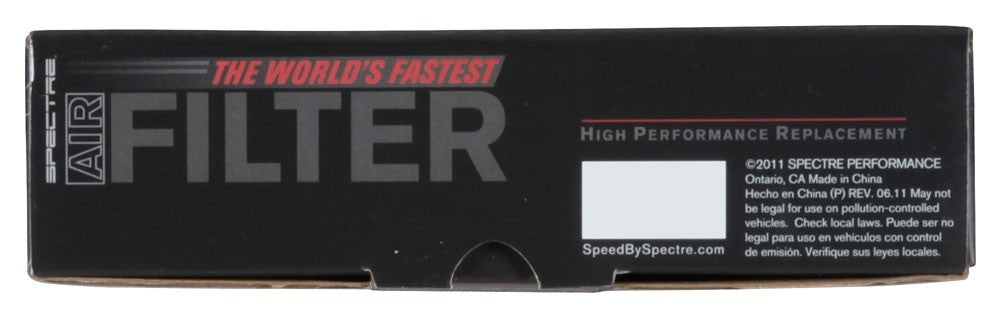 SPECTRE
THE WORLD'S FASTEST
AIR FILTER
HIGH PERFORMANCE REPLACEMENT
SpeedBySpectre.com
©2011 SPECTRE PERFORMANCE
Ontario, CA Made in China
Hecho en China (P) REV. 06.11 May not
be legal for use on pollution-controlled
vehicles. Check local laws. Puede ser no
legal para uso en vehículos con control
de emisión. Verifique sus leyes locales.